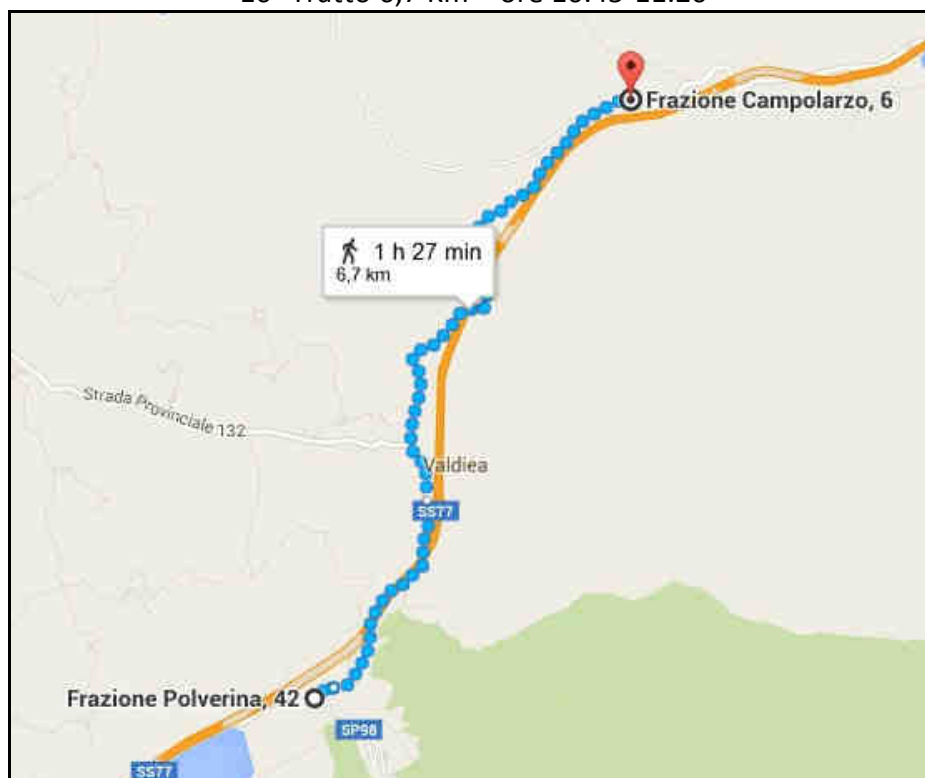 Frazione Campolarzo, 6
1 h 27 min
6,7 km
Strada Provinciale 132
Valdiea
SS77
Frazione Polverina, 42
SP98
SS77